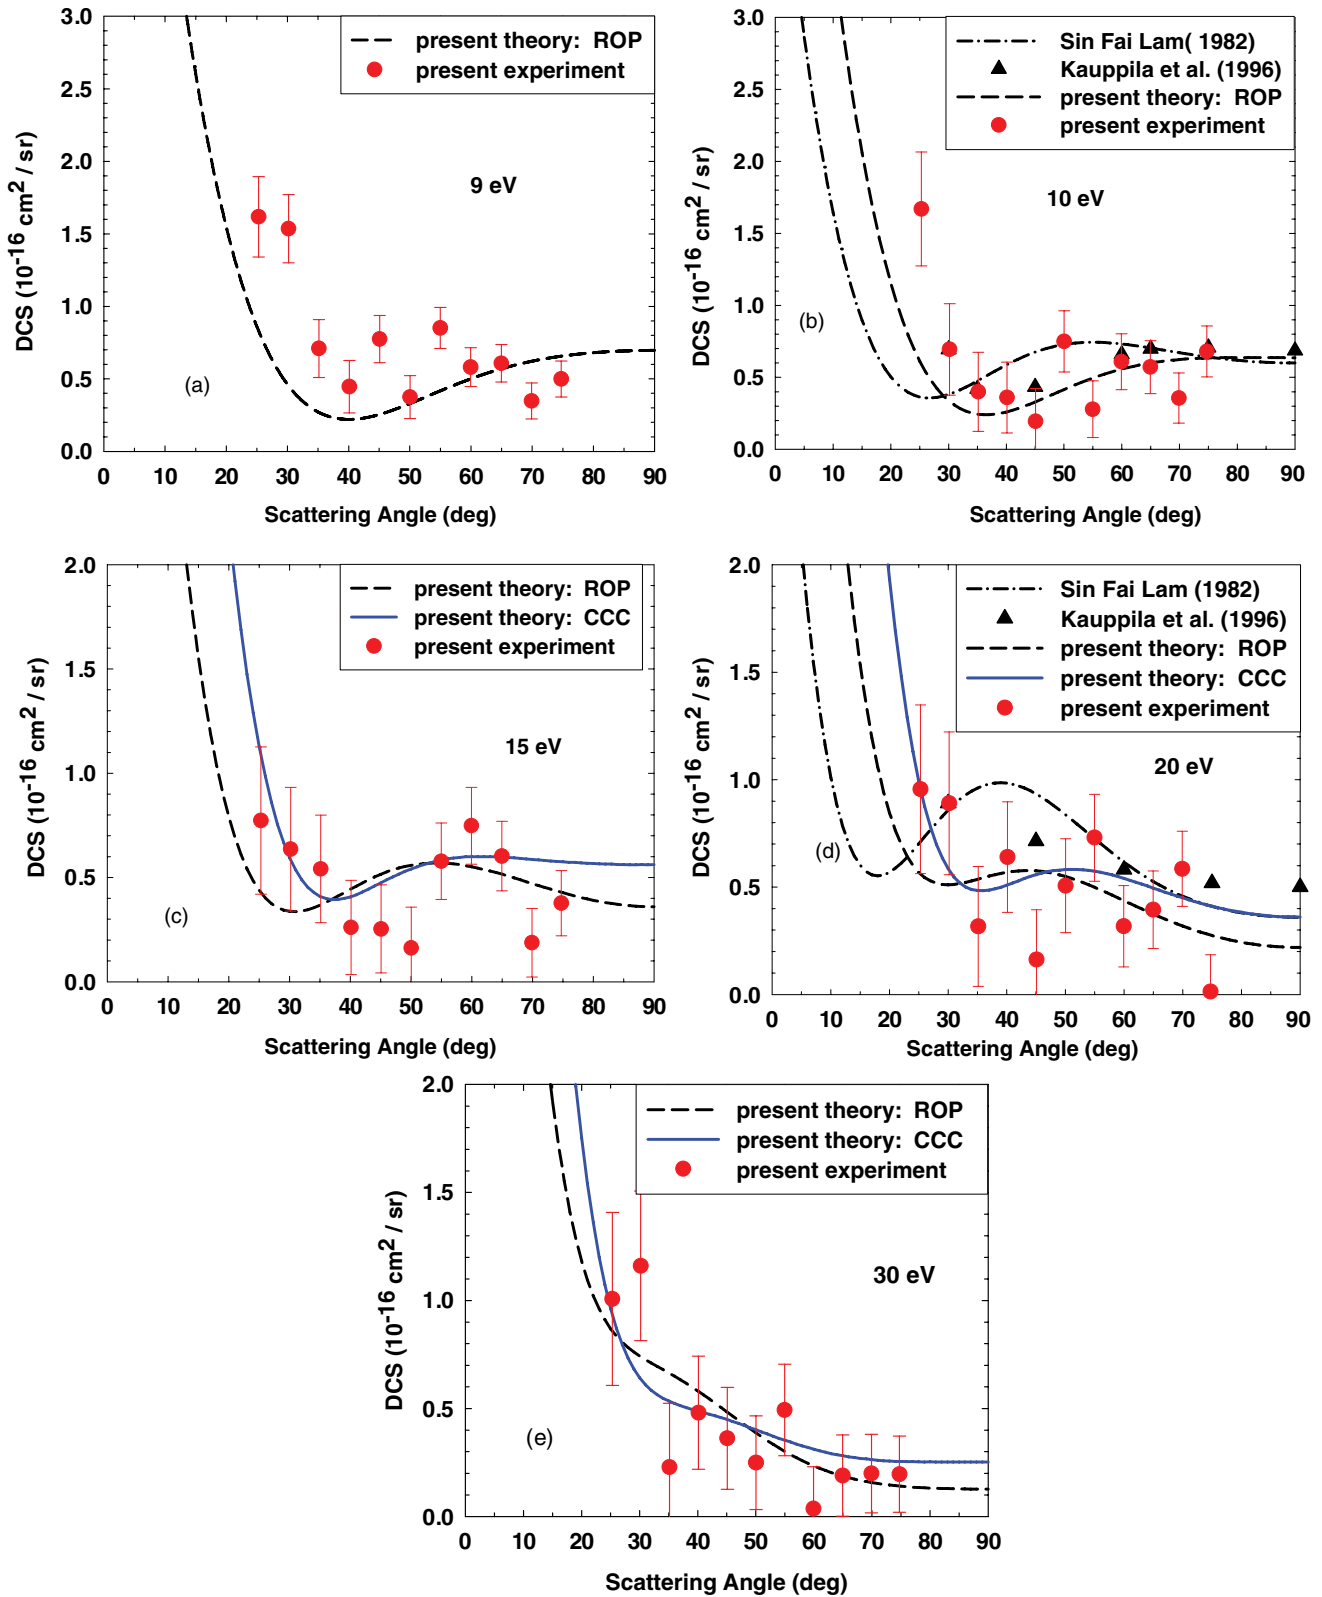 present theory: ROP
present experiment
3.0
2.5
2.0
1.5
1.0
0.5
0.0
DCS (10-16 cm2 / sr)
9 eV
(a)
0 10 20 30 40 50 60 70 80 90
Scattering Angle (deg)
Sin Fai Lam( 1982)
Kauppila et al. (1996)
present theory: ROP
present experiment
3.0
2.5
2.0
1.5
1.0
0.5
0.0
DCS (10-16 cm2 / sr)
10 eV
(b)
0 10 20 30 40 50 60 70 80 90
Scattering Angle (deg)
present theory: ROP
present theory: CCC
present experiment
2.0
1.5
1.0
0.5
0.0
DCS (10-16 cm2 / sr)
15 eV
(c)
0 10 20 30 40 50 60 70 80 90
Scattering Angle (deg)
Sin Fai Lam (1982)
Kauppila et al. (1996)
present theory: ROP
present theory: CCC
present experiment
2.0
1.5
1.0
0.5
0.0
DCS (10-16 cm2 / sr)
20 eV
(d)
0 10 20 30 40 50 60 70 80 90
Scattering Angle (deg)
present theory: ROP
present theory: CCC
present experiment
2.0
1.5
1.0
0.5
0.0
DCS (10-16 cm2 / sr)
30 eV
(e)
0 10 20 30 40 50 60 70 80 90
Scattering Angle (deg)